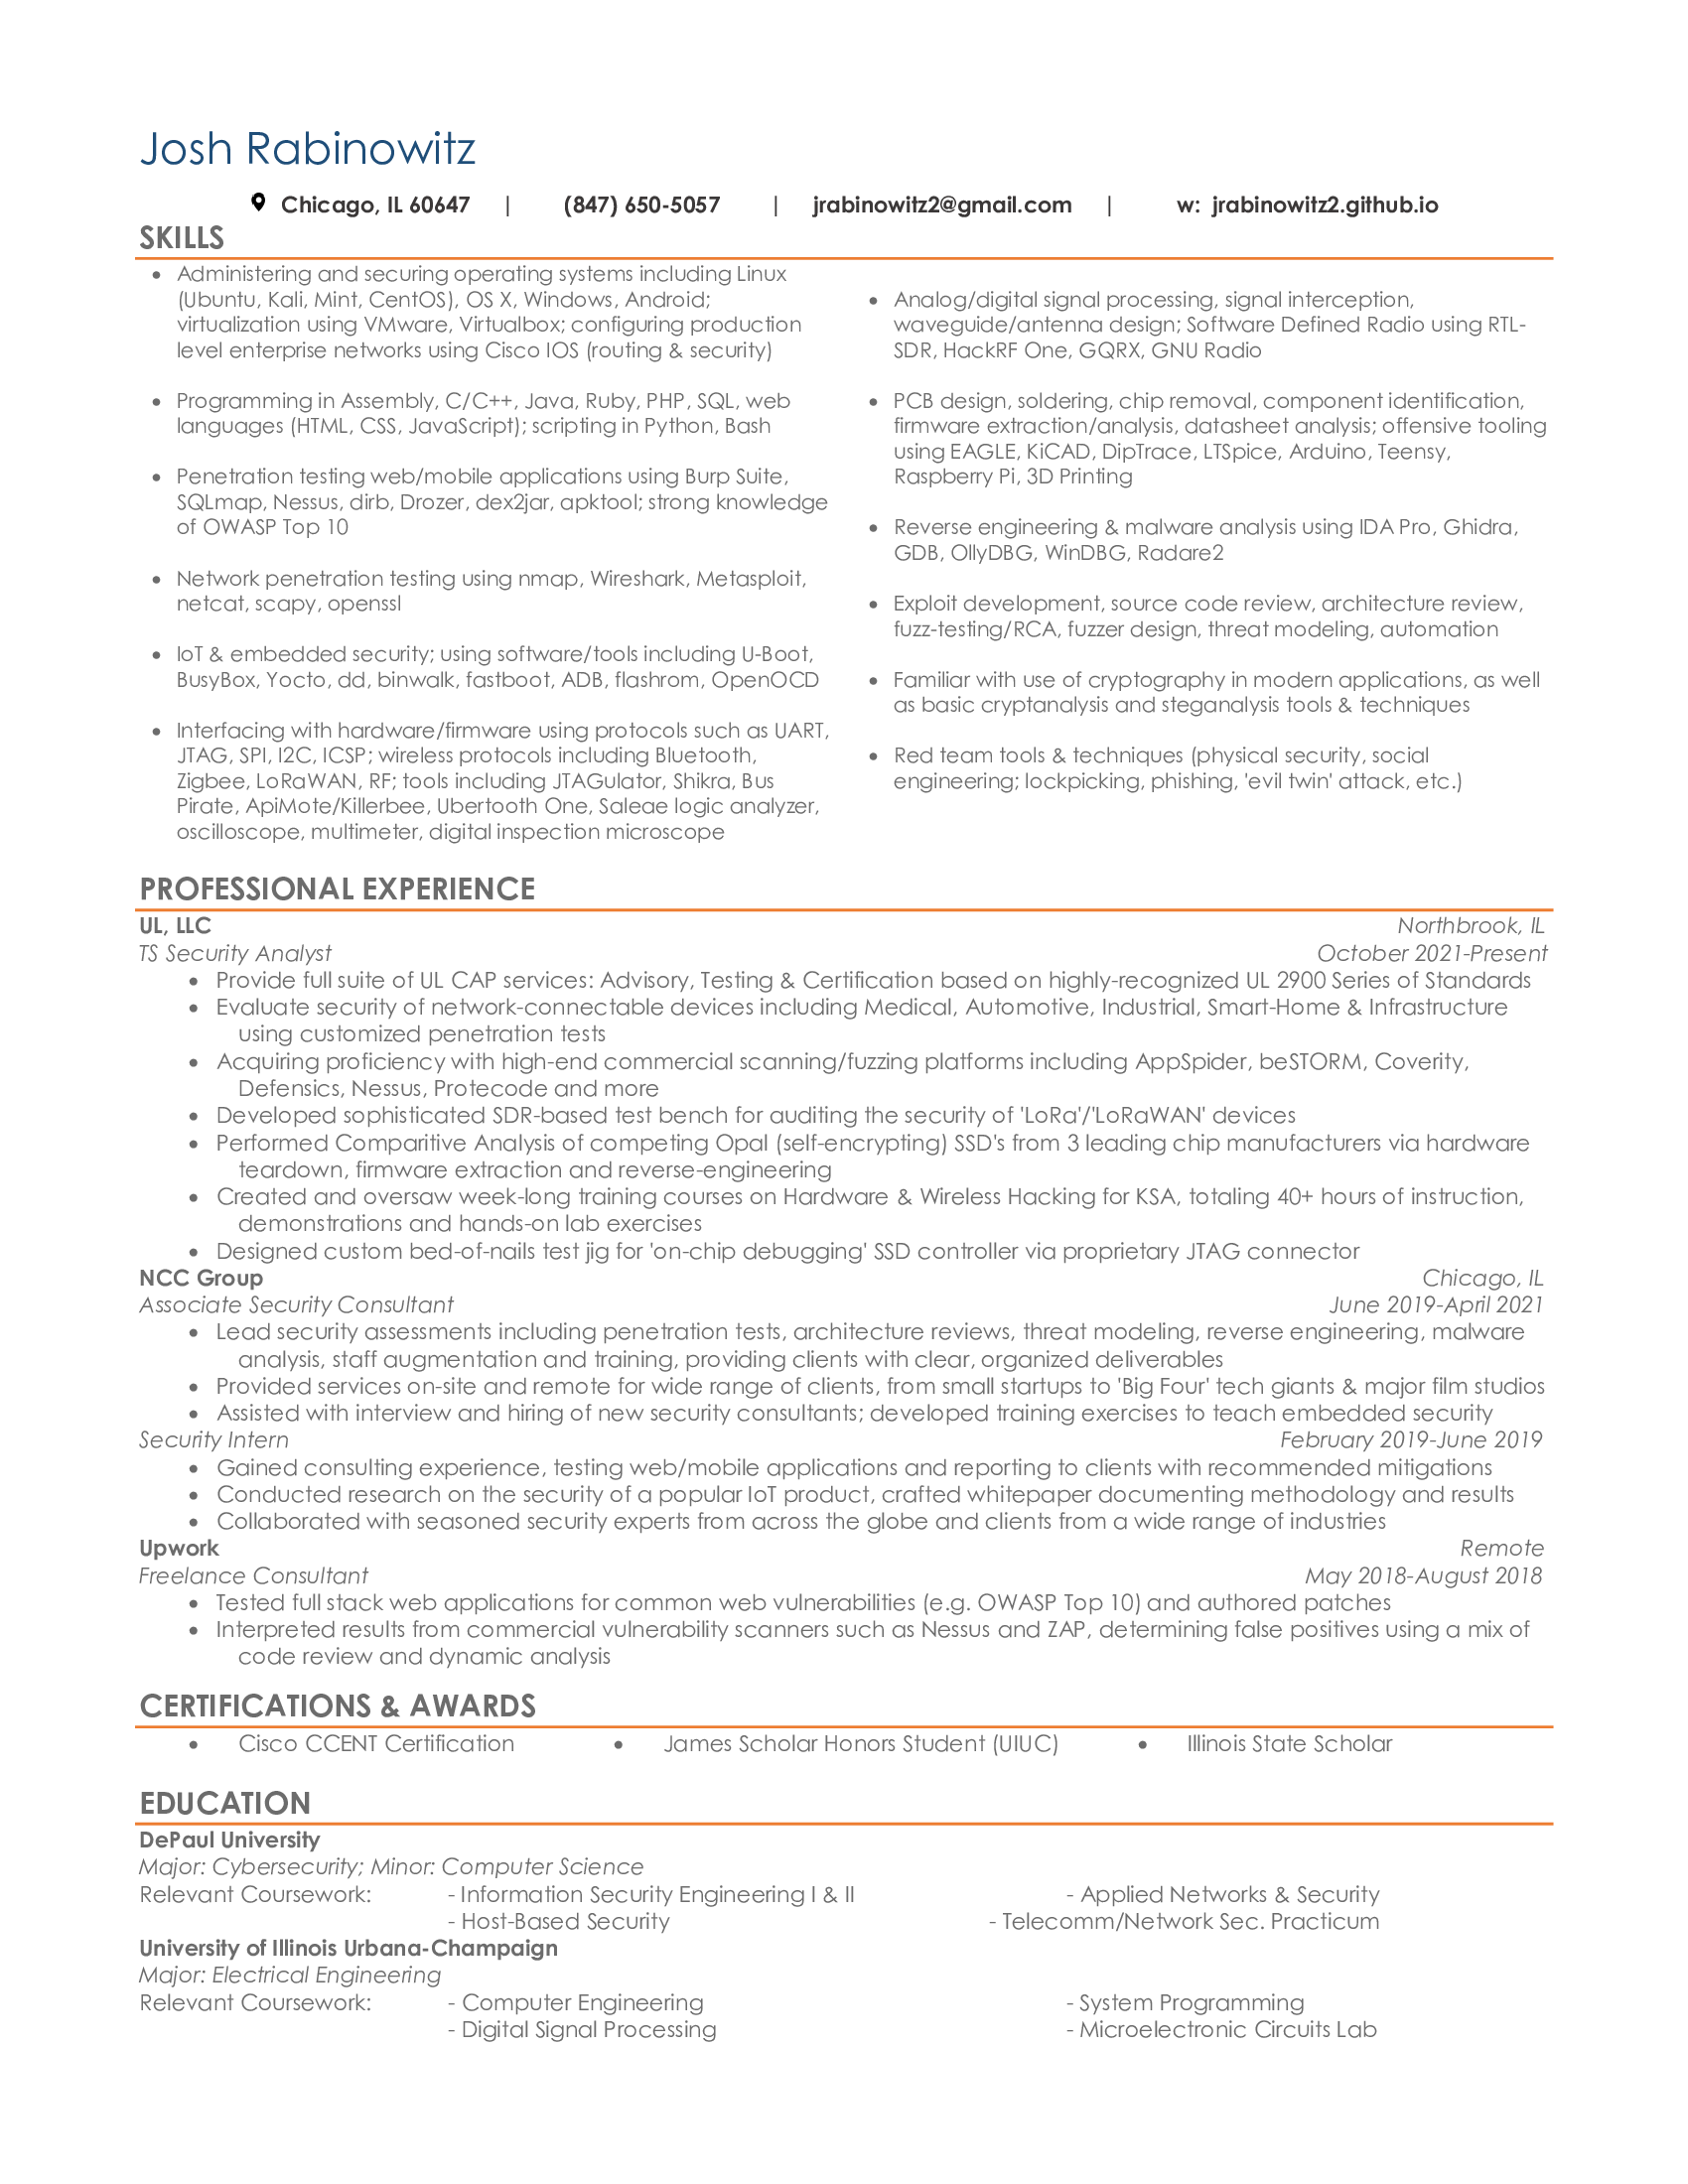 Josh Rabinowitz
Chicago, IL 60647 | (847) 650-5057 | jrabinowitz2@gmail.com | w: jrabinowitz2.github.io
SKILLS
• Administering and securing operating systems including Linux
(Ubuntu, Kali, Mint, CentOS), OS X, Windows, Android;
virtualization using VMware, Virtualbox; configuring production
level enterprise networks using Cisco IOS (routing & security)
• Programming in Assembly, C/C++, Java, Ruby, PHP, SQL, web
languages (HTML, CSS, JavaScript); scripting in Python, Bash
• Penetration testing web/mobile applications using Burp Suite,
SQLmap, Nessus, dirb, Drozer, dex2jar, apktool; strong knowledge
of OWASP Top 10
• Network penetration testing using nmap, Wireshark, Metasploit,
netcat, scapy, openssl
• IoT & embedded security; using software/tools including U-Boot,
BusyBox, Yocto, dd, binwalk, fastboot, ADB, flashrom, OpenOCD
• Interfacing with hardware/firmware using protocols such as UART,
JTAG, SPI, I2C, ICSP; wireless protocols including Bluetooth,
Zigbee, LoRaWAN, RF; tools including JTAGulator, Shikra, Bus
Pirate, ApiMote/Killerbee, Ubertooth One, Saleae logic analyzer,
oscilloscope, multimeter, digital inspection microscope
• Analog/digital signal processing, signal interception,
waveguide/antenna design; Software Defined Radio using RTL-
SDR, HackRF One, GQRX, GNU Radio
• PCB design, soldering, chip removal, component identification,
firmware extraction/analysis, datasheet analysis; offensive tooling
using EAGLE, KiCAD, DipTrace, LTSpice, Arduino, Teensy,
Raspberry Pi, 3D Printing
• Reverse engineering & malware analysis using IDA Pro, Ghidra,
GDB, OllyDBG, WinDBG, Radare2
• Exploit development, source code review, architecture review,
fuzz-testing/RCA, fuzzer design, threat modeling, automation
• Familiar with use of cryptography in modern applications, as well
as basic cryptanalysis and steganalysis tools & techniques
• Red team tools & techniques (physical security, social
engineering; lockpicking, phishing, 'evil twin' attack, etc.)
PROFESSIONAL EXPERIENCE
UL, LLC Northbrook, IL
TS Security Analyst October 2021-Present
• Provide full suite of UL CAP services: Advisory, Testing & Certification based on highly-recognized UL 2900 Series of Standards
• Evaluate security of network-connectable devices including Medical, Automotive, Industrial, Smart-Home & Infrastructure
using customized penetration tests
• Acquiring proficiency with high-end commercial scanning/fuzzing platforms including AppSpider, beSTORM, Coverity,
Defensics, Nessus, Protecode and more
• Developed sophisticated SDR-based test bench for auditing the security of 'LoRa'/'LoRaWAN' devices
• Performed Comparitive Analysis of competing Opal (self-encrypting) SSD's from 3 leading chip manufacturers via hardware
teardown, firmware extraction and reverse-engineering
• Created and oversaw week-long training courses on Hardware & Wireless Hacking for KSA, totaling 40+ hours of instruction,
demonstrations and hands-on lab exercises
• Designed custom bed-of-nails test jig for 'on-chip debugging' SSD controller via proprietary JTAG connector
NCC Group Chicago, IL
Associate Security Consultant June 2019-April 2021
• Lead security assessments including penetration tests, architecture reviews, threat modeling, reverse engineering, malware
analysis, staff augmentation and training, providing clients with clear, organized deliverables
• Provided services on-site and remote for wide range of clients, from small startups to 'Big Four' tech giants & major film studios
• Assisted with interview and hiring of new security consultants; developed training exercises to teach embedded security
Security Intern February 2019-June 2019
• Gained consulting experience, testing web/mobile applications and reporting to clients with recommended mitigations
• Conducted research on the security of a popular IoT product, crafted whitepaper documenting methodology and results
• Collaborated with seasoned security experts from across the globe and clients from a wide range of industries
Upwork Remote
Freelance Consultant May 2018-August 2018
• Tested full stack web applications for common web vulnerabilities (e.g. OWASP Top 10) and authored patches
• Interpreted results from commercial vulnerability scanners such as Nessus and ZAP, determining false positives using a mix of
code review and dynamic analysis
CERTIFICATIONS & AWARDS
• Cisco CCENT Certification • James Scholar Honors Student (UIUC) • Illinois State Scholar
EDUCATION
DePaul University
Major: Cybersecurity; Minor: Computer Science
Relevant Coursework: - Information Security Engineering I & II - Applied Networks & Security
- Host-Based Security - Telecomm/Network Sec. Practicum
University of Illinois Urbana-Champaign
Major: Electrical Engineering
Relevant Coursework: - Computer Engineering - System Programming
- Digital Signal Processing - Microelectronic Circuits Lab